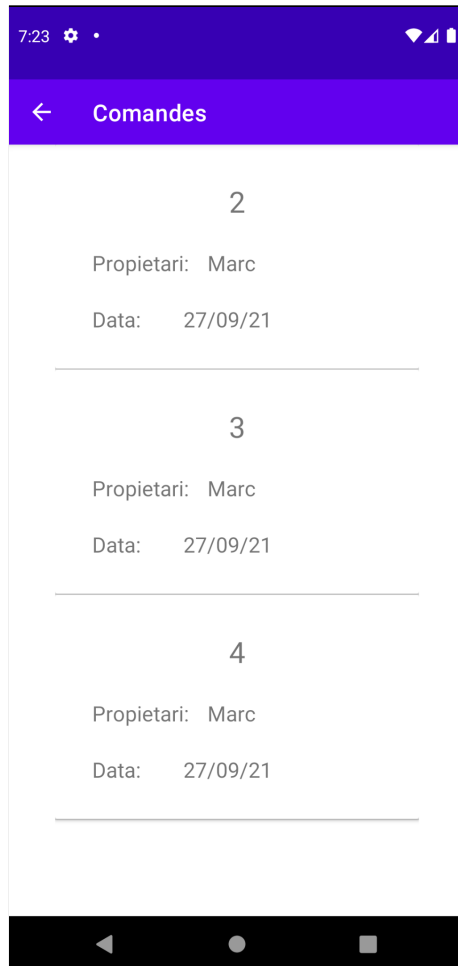 7:23
Comandes
2
Propietari: Marc
Data: 27/09/21
3
Propietari: Marc
Data: 27/09/21
4
Propietari: Marc
Data: 27/09/21